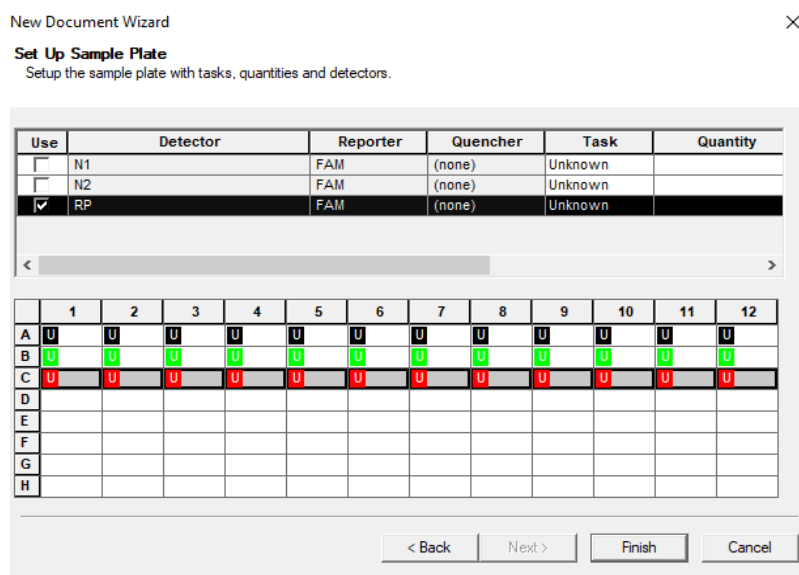 New Document Wizard
Set Up Sample Plate
Setup the sample plate with tasks, quantities and detectors.
Use Detector Reporter Quencher Task Quantity
N1 FAM (none) Unknown
N2 FAM (none) Unknown
RP FAM (none) Unknown
1 2 3 4 5 6 7 8 9 10 11 12
A U U U U U U U U U U U U
B U U U U U U U U U U U U
C U U U U U U U U U U U U
D
E
F
G
H
< Back Next > Finish Cancel